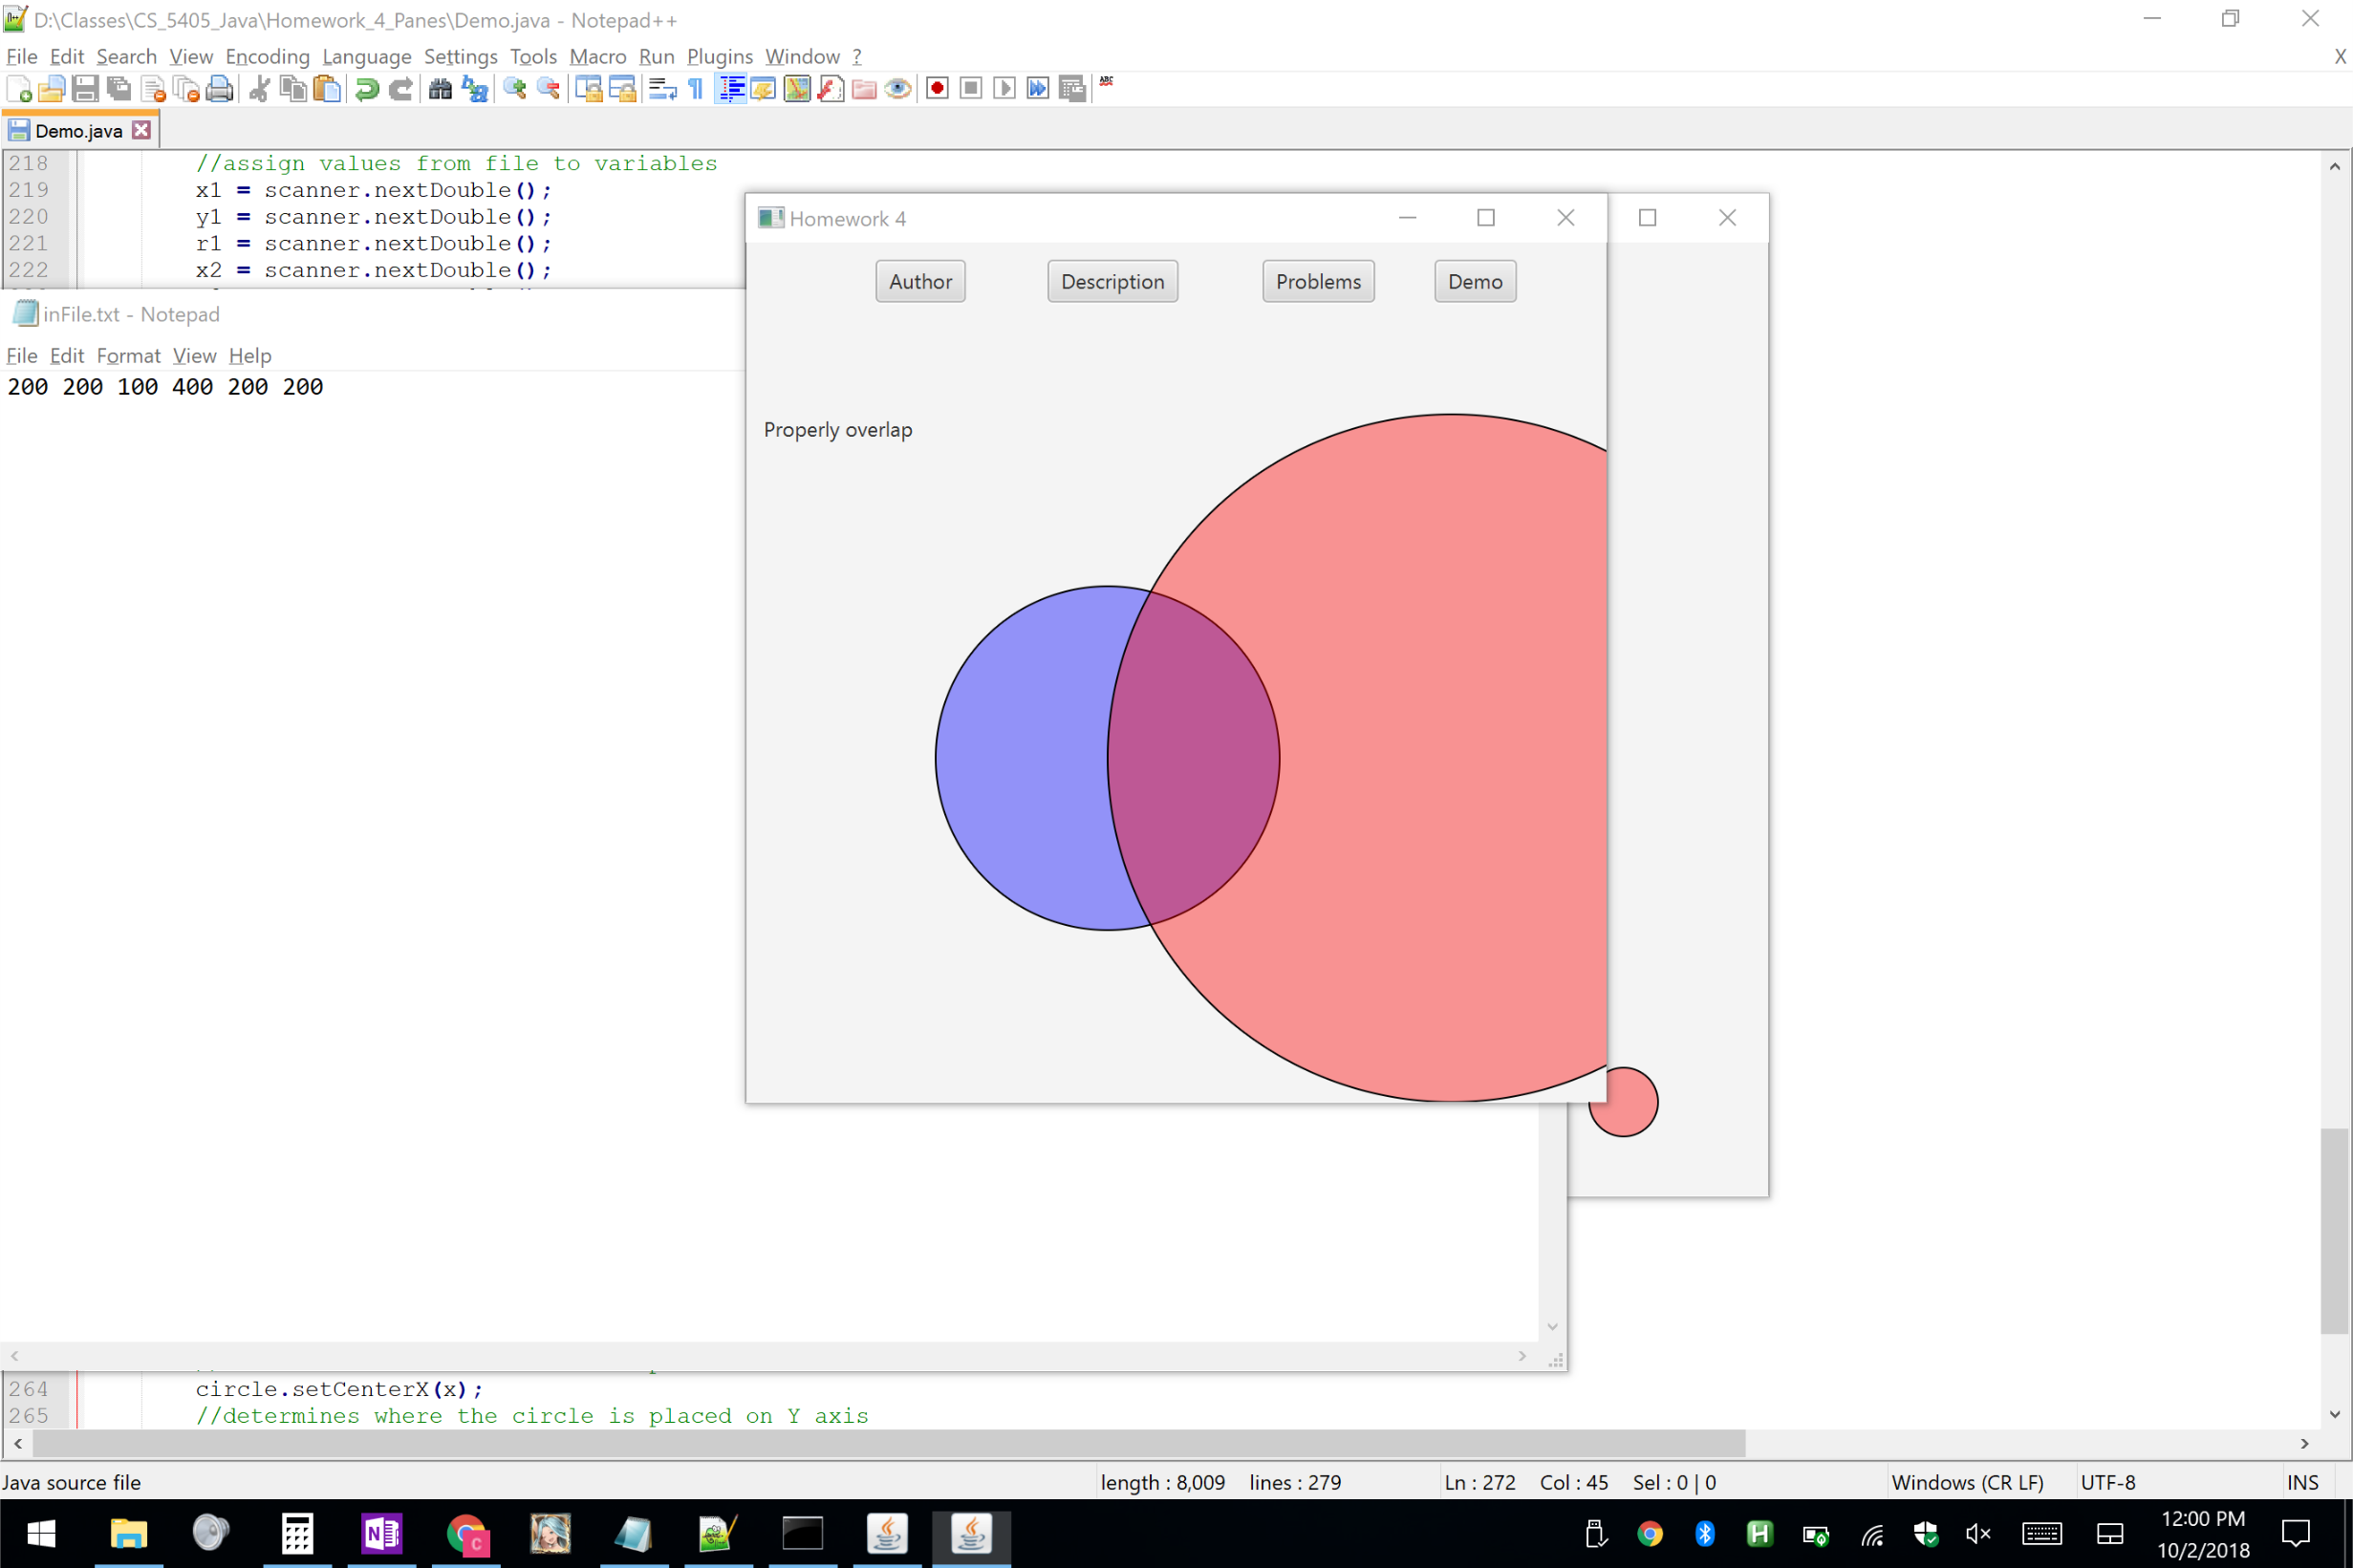 D:\Classes\CS_5405_Java\Homework_4_Panes\Demo.java - Notepad++
File Edit Search View Encoding Language Settings Tools Macro Run Plugins Window ? X
ABC
Demo.java
218 //assign values from file to variables
219 x1 = scanner.nextDouble();
220 y1 = scanner.nextDouble();
221 r1 = scanner.nextDouble();
222 x2 = scanner.nextDouble();
inFile.txt - Notepad
File Edit Format View Help
200 200 100 400 200 200
Homework 4
Author Description Problems Demo
Properly overlap
264 circle.setCenterX(x);
265 //determines where the circle is placed on Y axis
Java source file length : 8,009 lines : 279 Ln : 272 Col : 45 Sel : 0 | 0 Windows (CR LF) UTF-8 INS
12:00 PM
10/2/2018